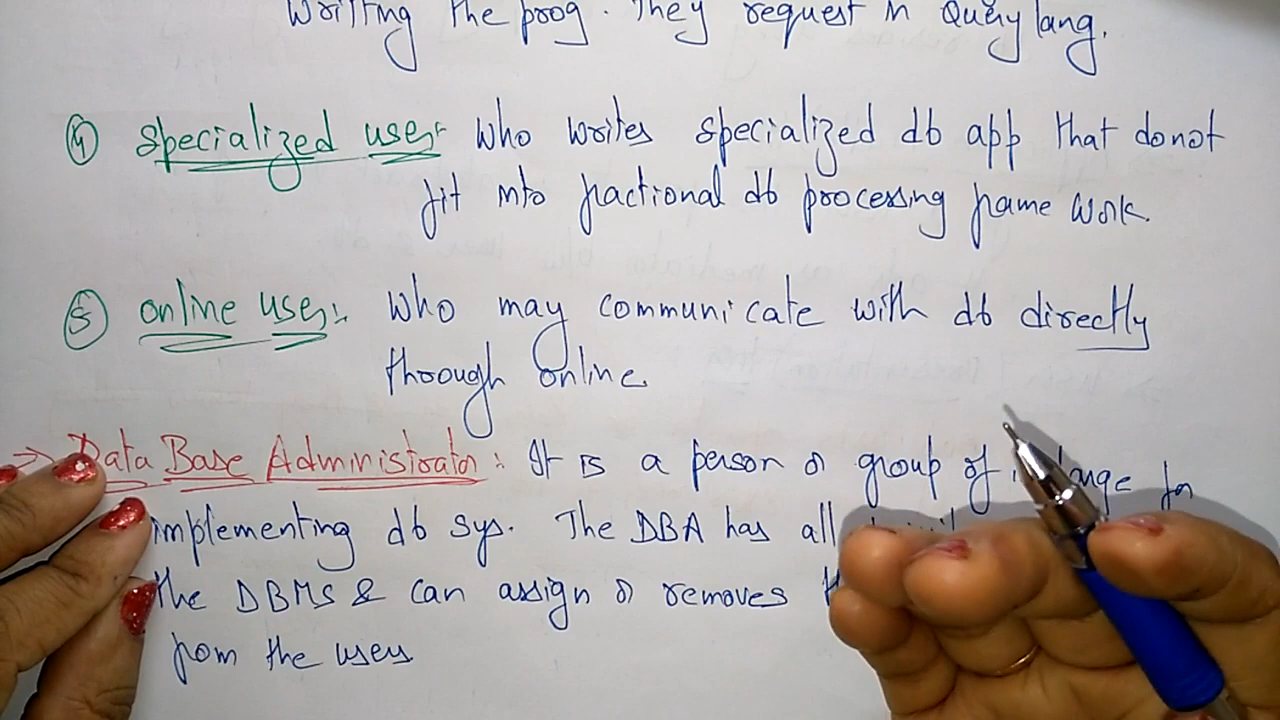 Writing the prog. They request in Query lang.
④ specialized user who writes specialized db app that donot
fit into fractional db processing frame work.
⑤ online user:. who may communicate with db directly
through online.
→ Data Base Administrator: It is a person or group of
implementing db sys. The DBA has all
the DBMS & can assign or removes
from the users